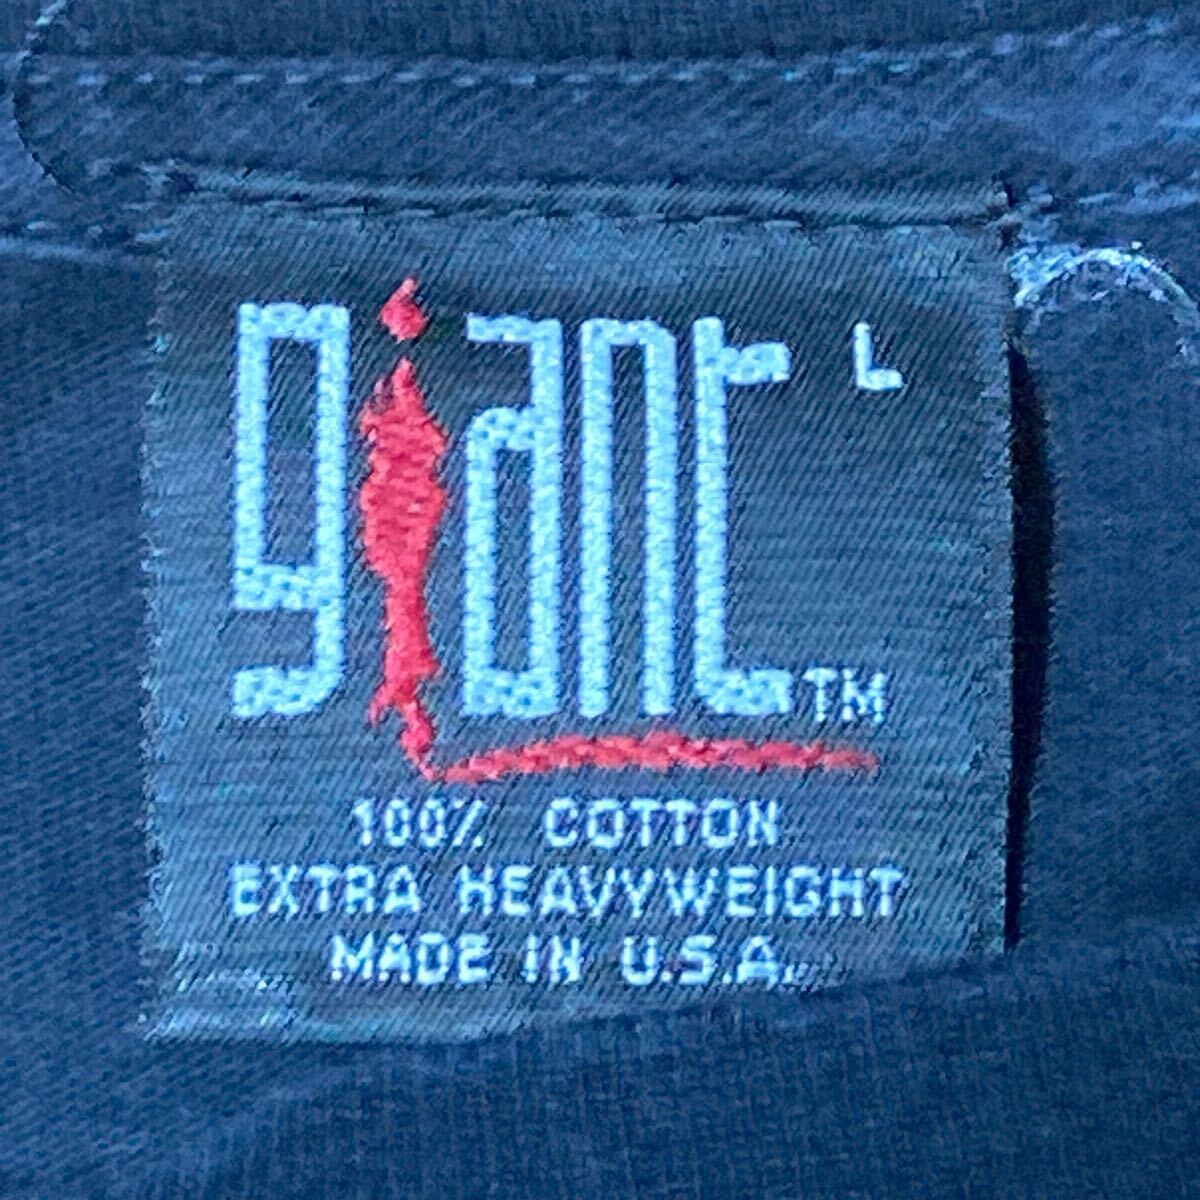 giant L
TM
100% COTTON
EXTRA HEAVYWEIGHT
MADE IN U.S.A.